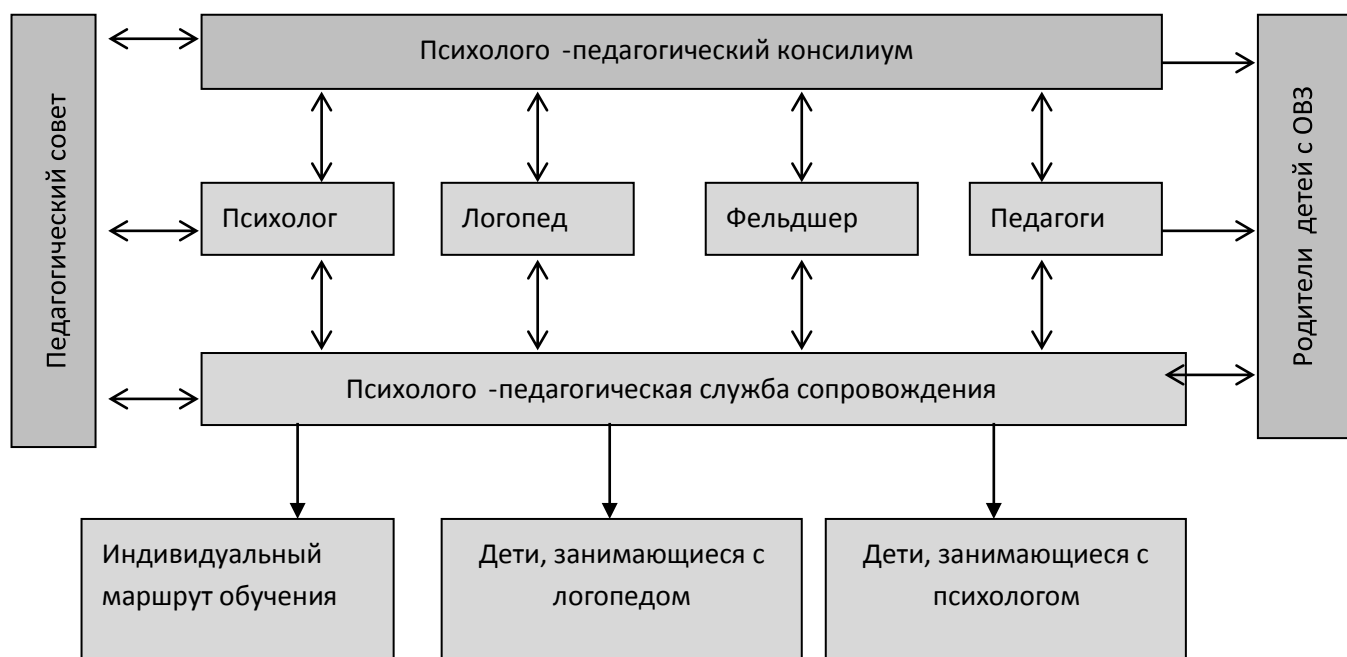 Психолого -педагогический консилиум
Педагогический совет
Родители детей с ОВЗ
Психолог
Логопед
Фельдшер
Педагоги
Психолого -педагогическая служба сопровождения
Индивидуальный
маршрут обучения
Дети, занимающиеся с
логопедом
Дети, занимающиеся с
психологом